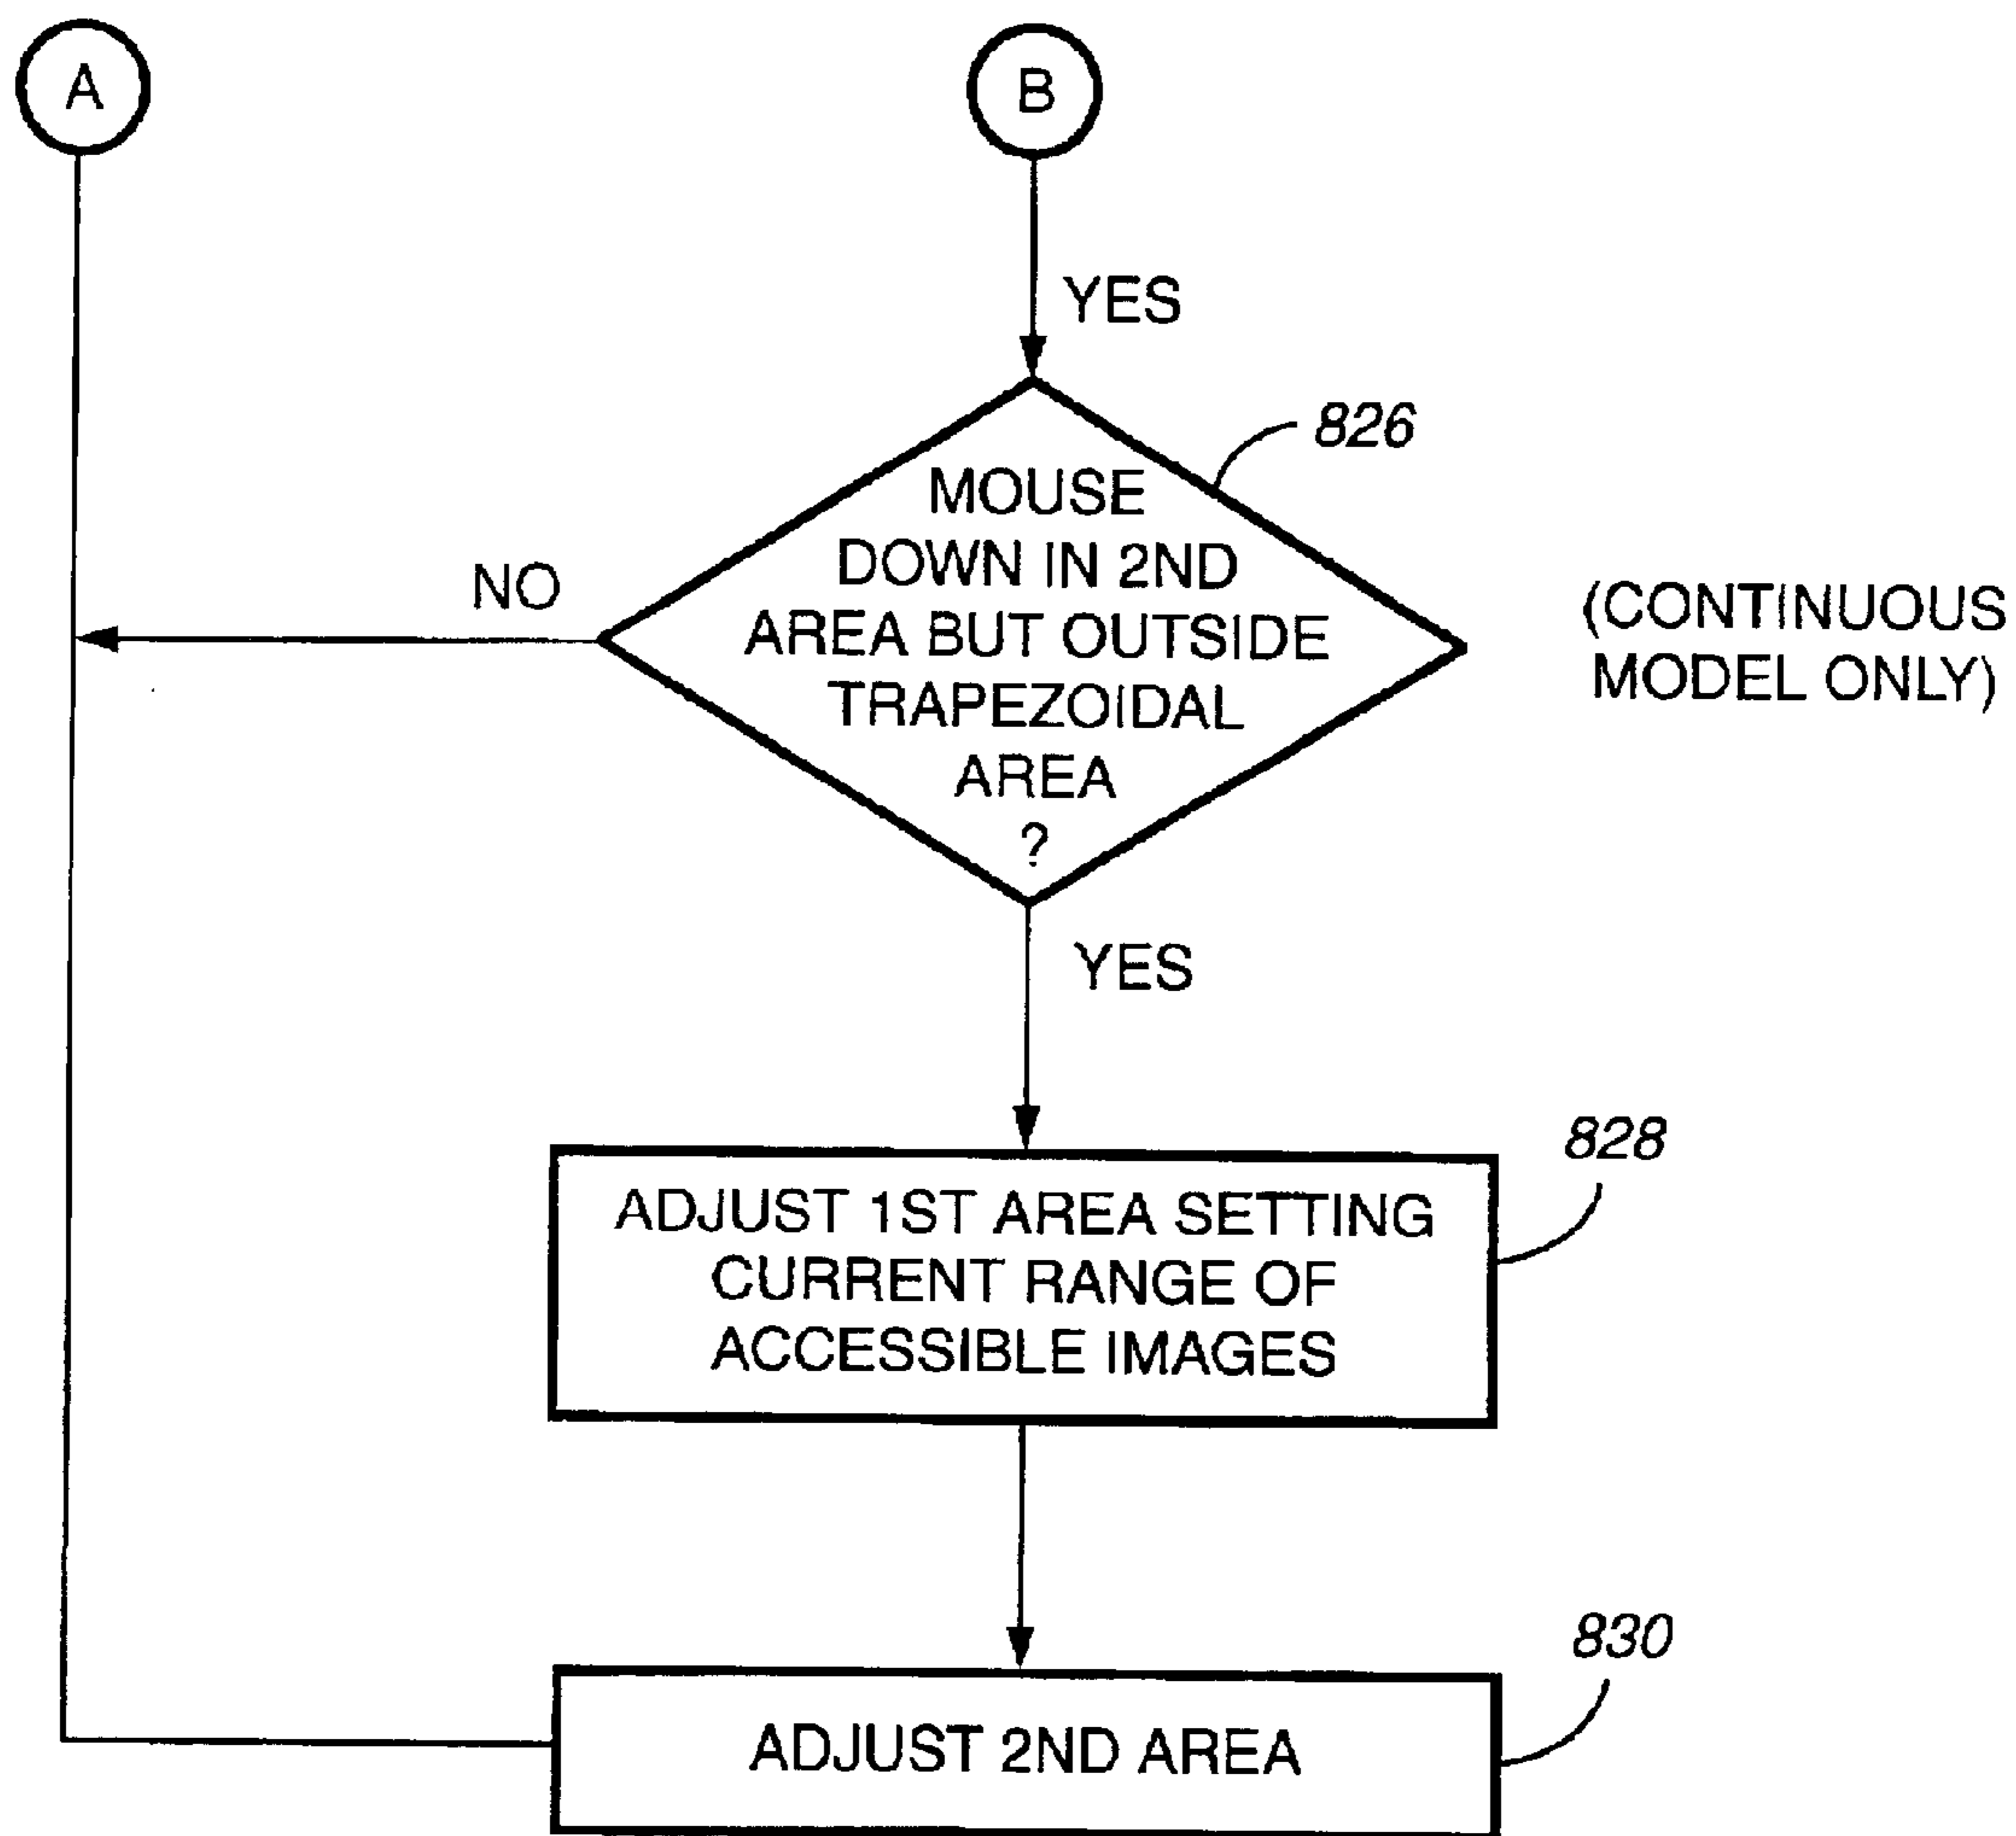 A
B
YES
826
MOUSE
DOWN IN 2ND
AREA BUT OUTSIDE
TRAPEZOIDAL
AREA
?
NO
(CONTINUOUS
MODEL ONLY)
YES
828
ADJUST 1ST AREA SETTING
CURRENT RANGE OF
ACCESSIBLE IMAGES
830
ADJUST 2ND AREA